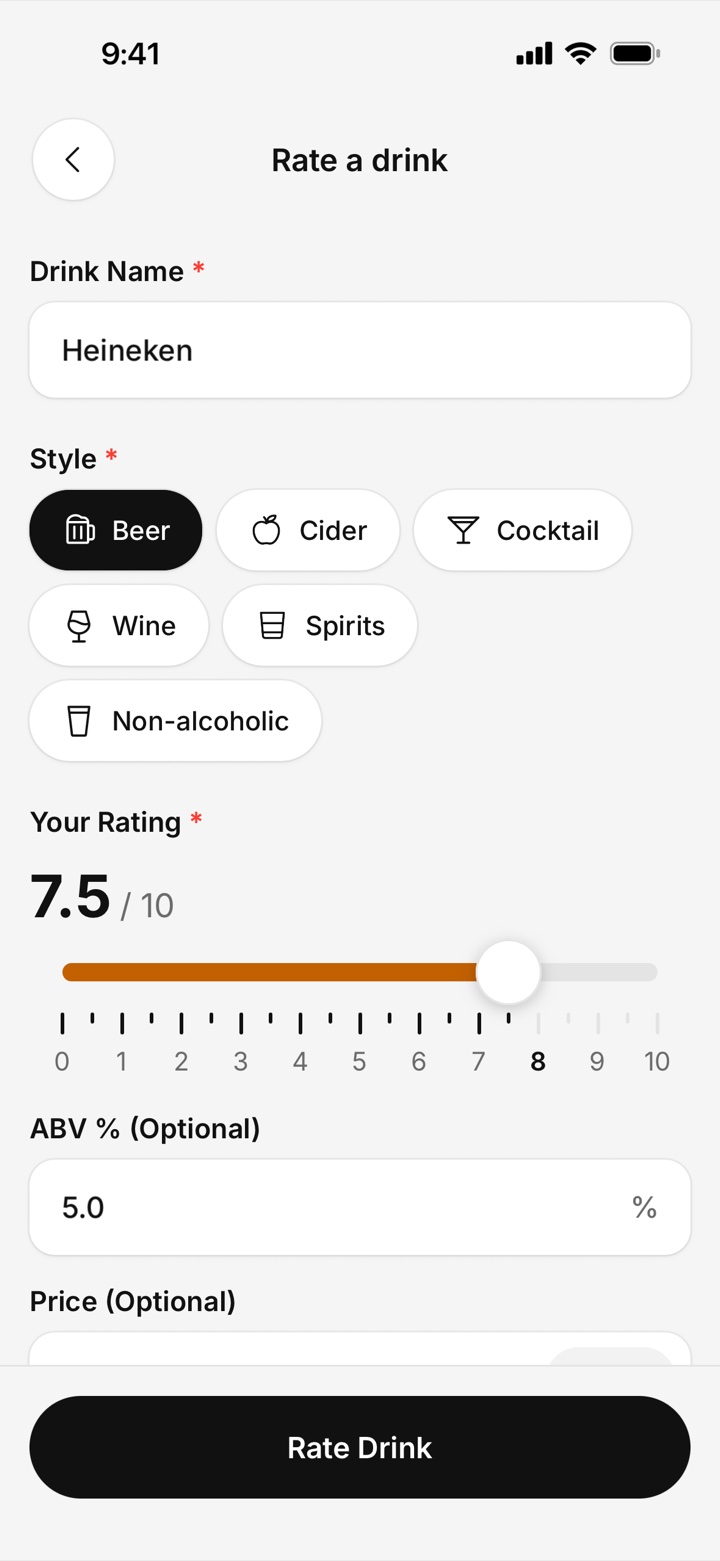 9:41
Rate a drink
Drink Name *
Heineken
Style *
Beer Cider Cocktail
Wine Spirits
Non-alcoholic
Your Rating *
7.5 / 10
0 1 2 3 4 5 6 7 8 9 10
ABV % (Optional)
5.0 %
Price (Optional)
Rate Drink